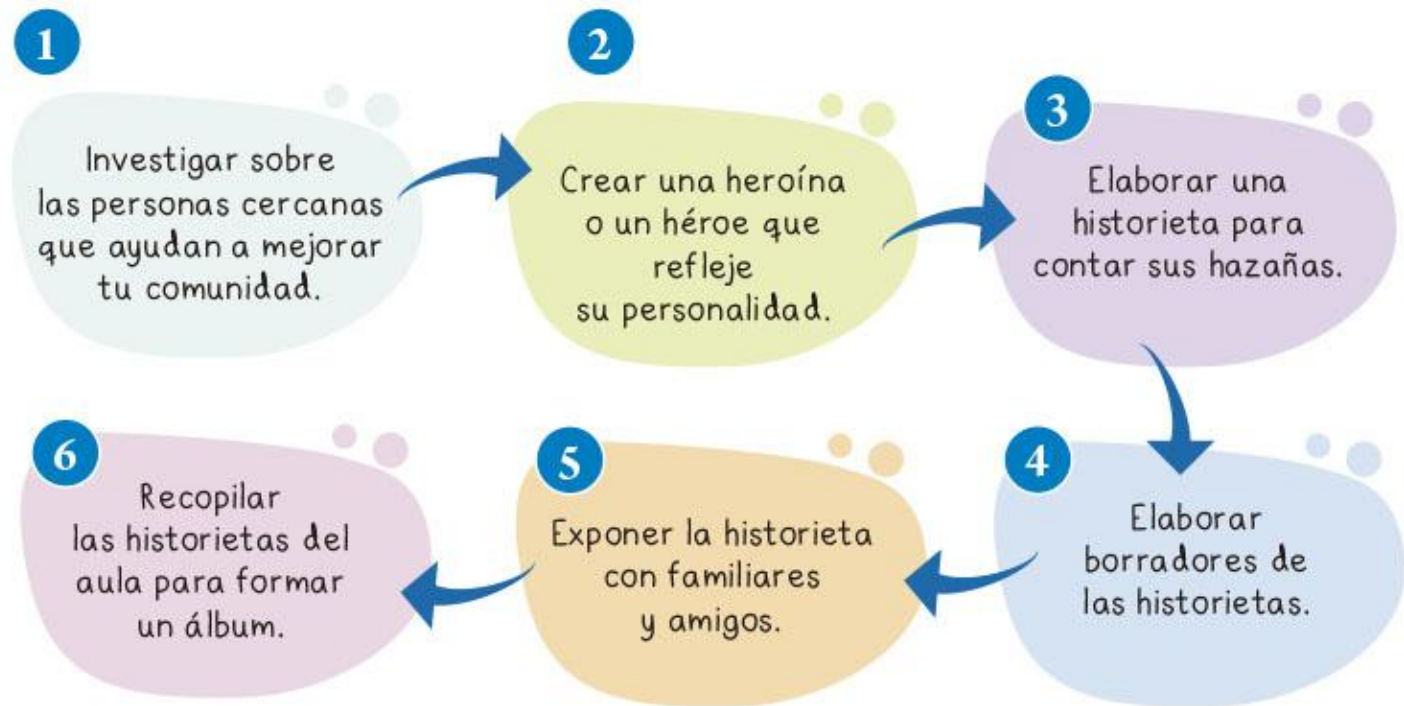 1
Investigar sobre
las personas cercanas
que ayudan a mejorar
tu comunidad.
2
Crear una heroína
o un héroe que
refleje
su personalidad.
3
Elaborar una
historieta para
contar sus hazañas.
4
Elaborar
borradores de
las historietas.
5
Exponer la historieta
con familiares
y amigos.
6
Recopilar
las historietas del
aula para formar
un álbum.